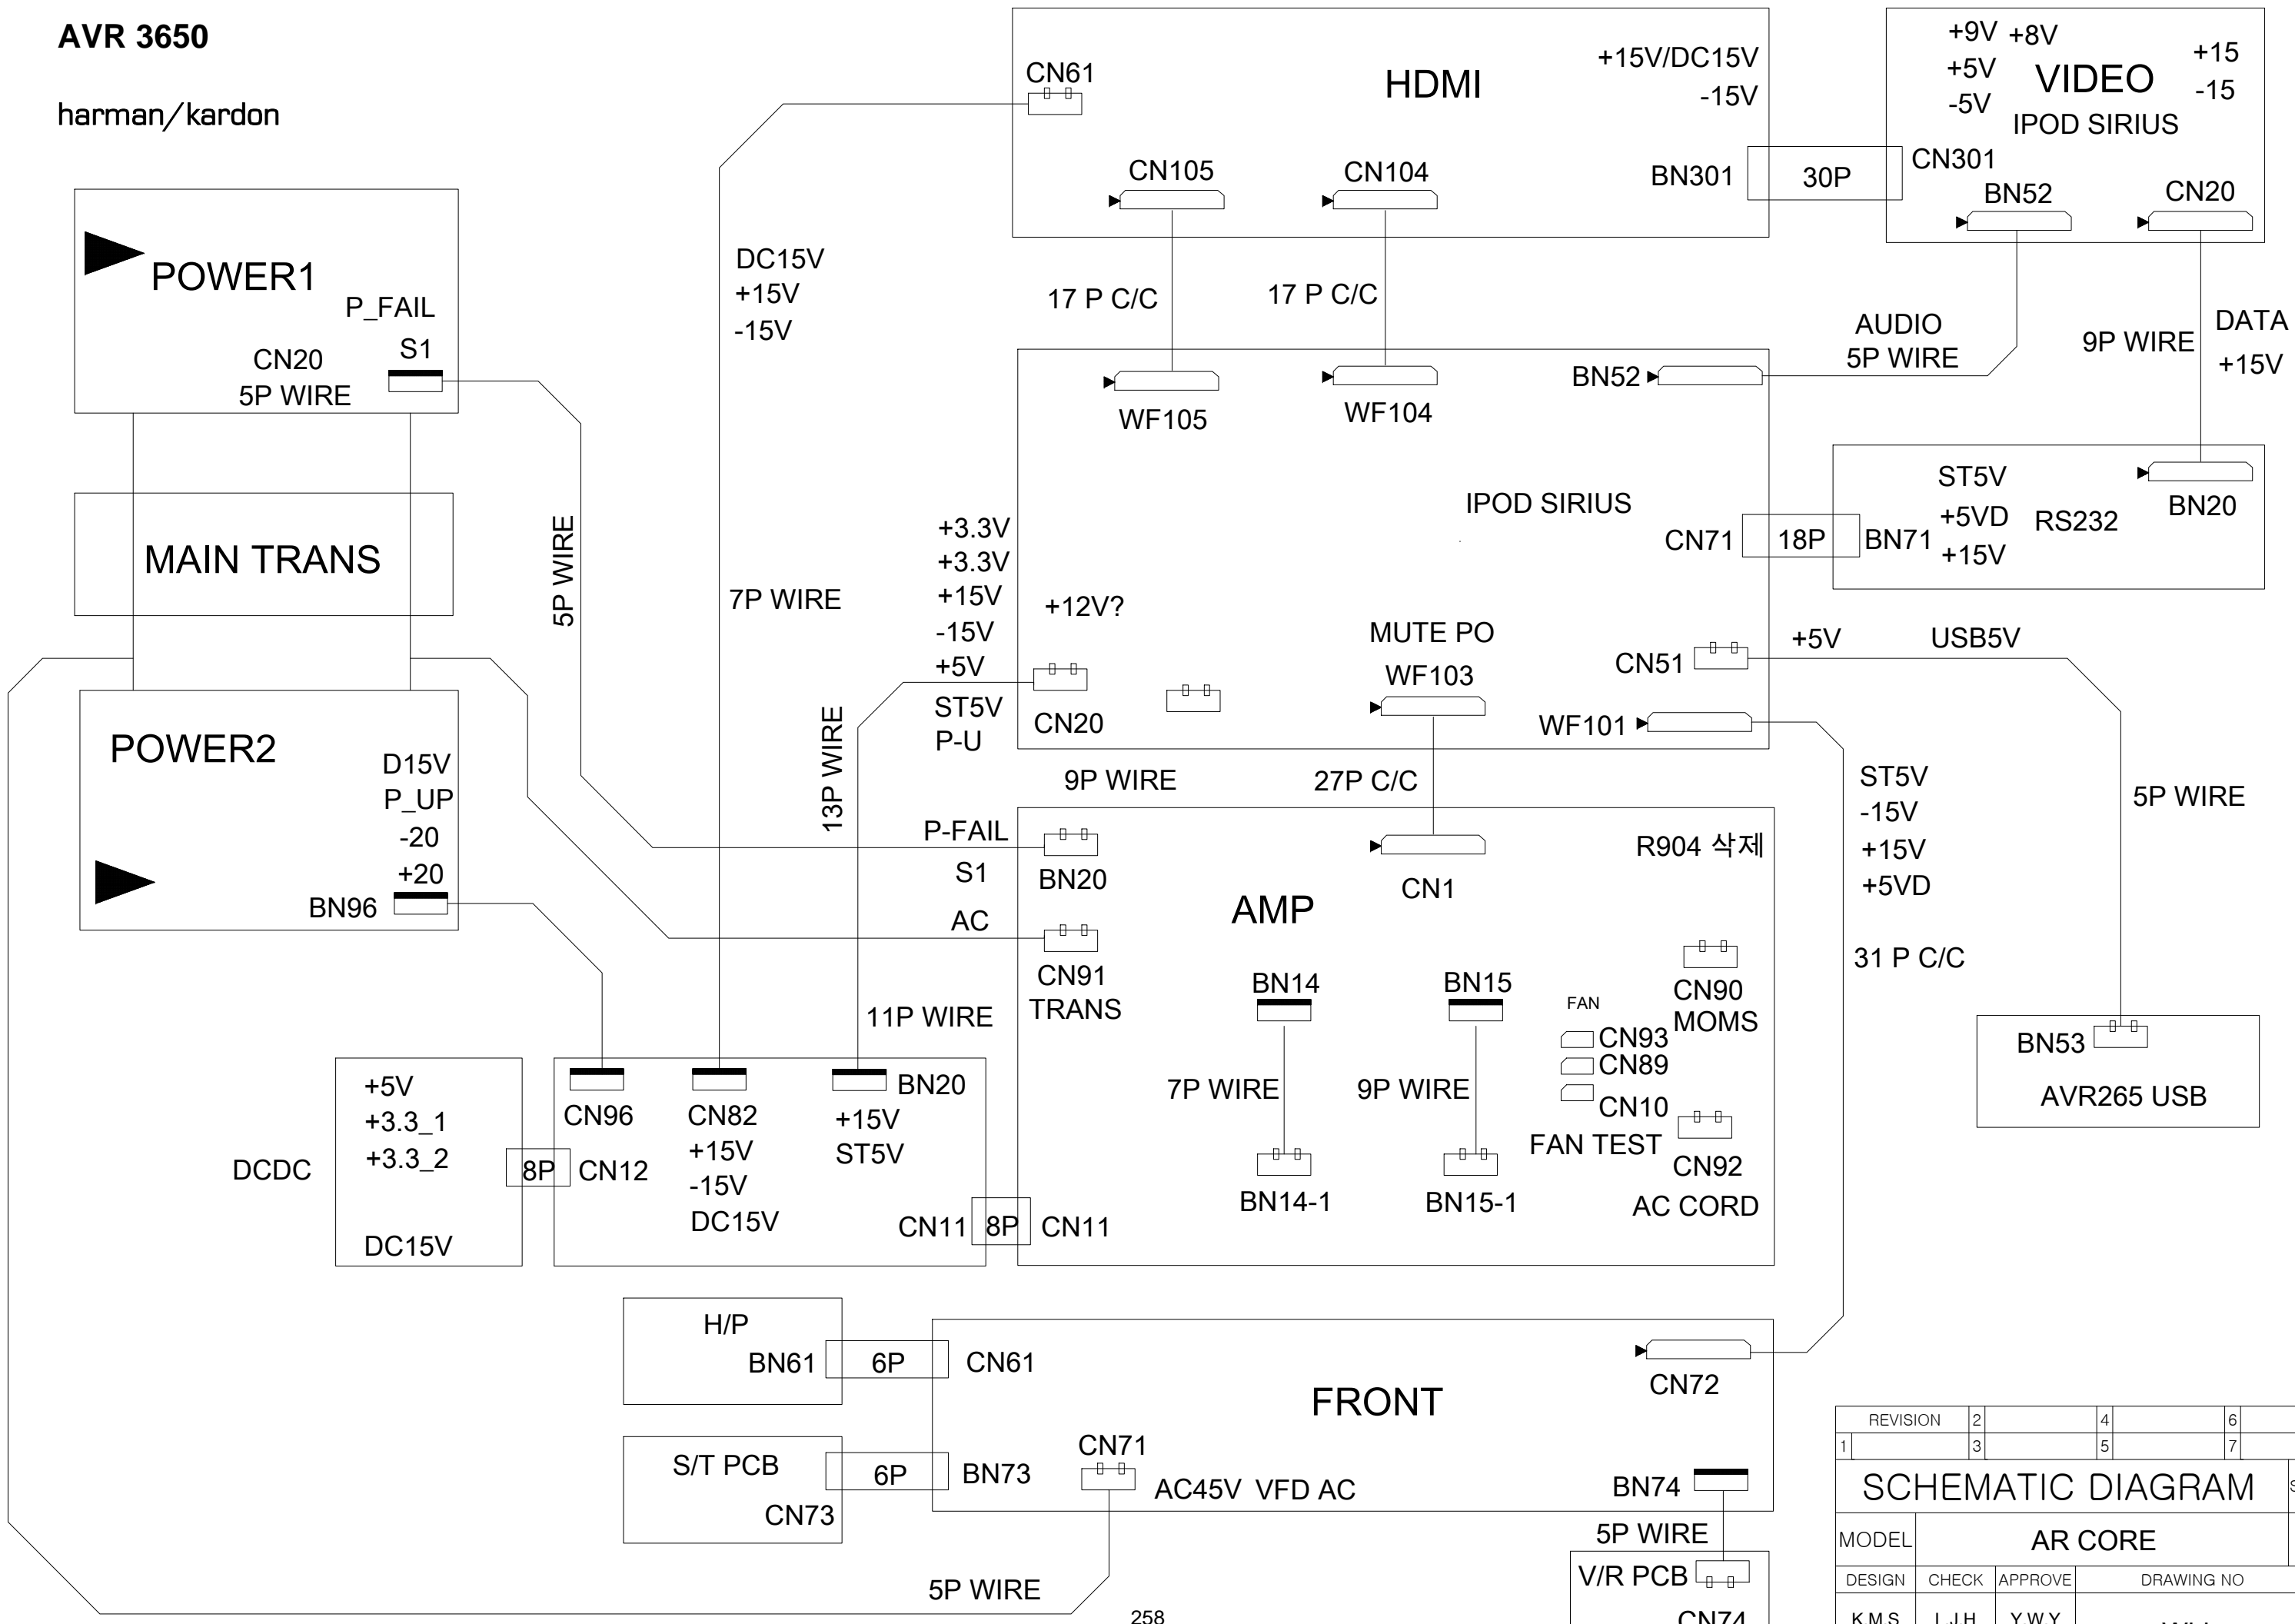 AVR 3650
harman/kardon
POWER1
P_FAIL
S1
CN20
5P WIRE
MAIN TRANS
POWER2
D15V
P_UP
-20
+20
BN96
5P WIRE
DC15V
+15V
-15V
7P WIRE
CN61
HDMI
+15V/DC15V
-15V
CN105
CN104
BN301
30P
CN301
+9V +8V
+5V
-5V
VIDEO
+15
-15
IPOD SIRIUS
BN52
CN20
17 P C/C
17 P C/C
AUDIO
5P WIRE
9P WIRE
DATA
+15V
WF105
WF104
BN52
IPOD SIRIUS
CN71
18P
BN71
ST5V
+5VD
+15V
RS232
BN20
+3.3V
+3.3V
+15V
-15V
+5V
ST5V
P-U
+12V?
CN20
13P WIRE
MUTE PO
WF103
CN51
WF101
+5V
USB5V
9P WIRE
27P C/C
ST5V
-15V
+15V
+5VD
31 P C/C
5P WIRE
P-FAIL
S1
AC
BN20
CN91
TRANS
CN1
R904 삭제
AMP
BN14
BN15
7P WIRE
9P WIRE
BN14-1
BN15-1
FAN
CN93
CN89
CN10
FAN TEST
CN90
MOMS
CN92
AC CORD
BN53
AVR265 USB
11P WIRE
DCDC
+5V
+3.3_1
+3.3_2
DC15V
8P
CN12
CN96
CN82
+15V
-15V
DC15V
BN20
+15V
ST5V
CN11
8P
CN11
H/P
BN61
6P
CN61
S/T PCB
CN73
6P
BN73
FRONT
CN71
AC45V VFD AC
CN72
BN74
5P WIRE
5P WIRE
V/R PCB
CN74
258
REVISION
2
4
6
1
3
5
7
SCHEMATIC DIAGRAM
MODEL
AR CORE
DESIGN
CHECK
APPROVE
DRAWING NO
K.M.S